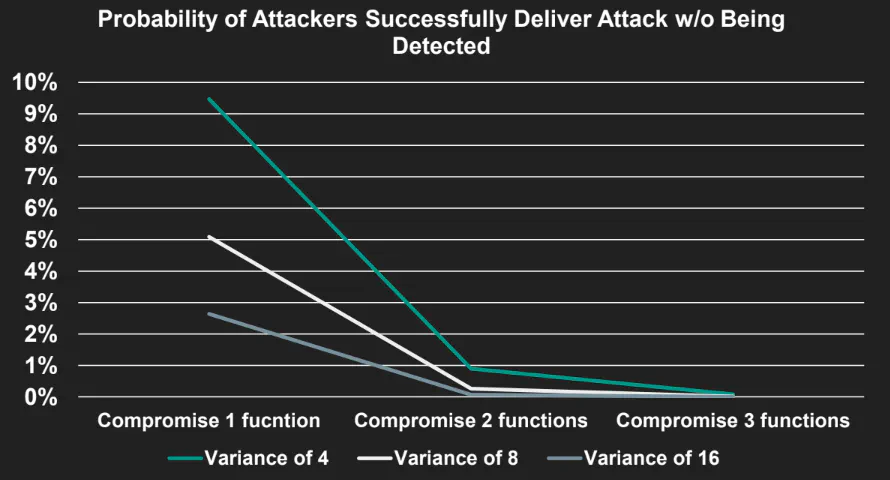 Probability of Attackers Successfully Deliver Attack w/o Being
Detected
10%
9%
8%
7%
6%
5%
4%
3%
2%
1%
0%
Compromise 1 fucntion Compromise 2 functions Compromise 3 functions
Variance of 4 Variance of 8 Variance of 16